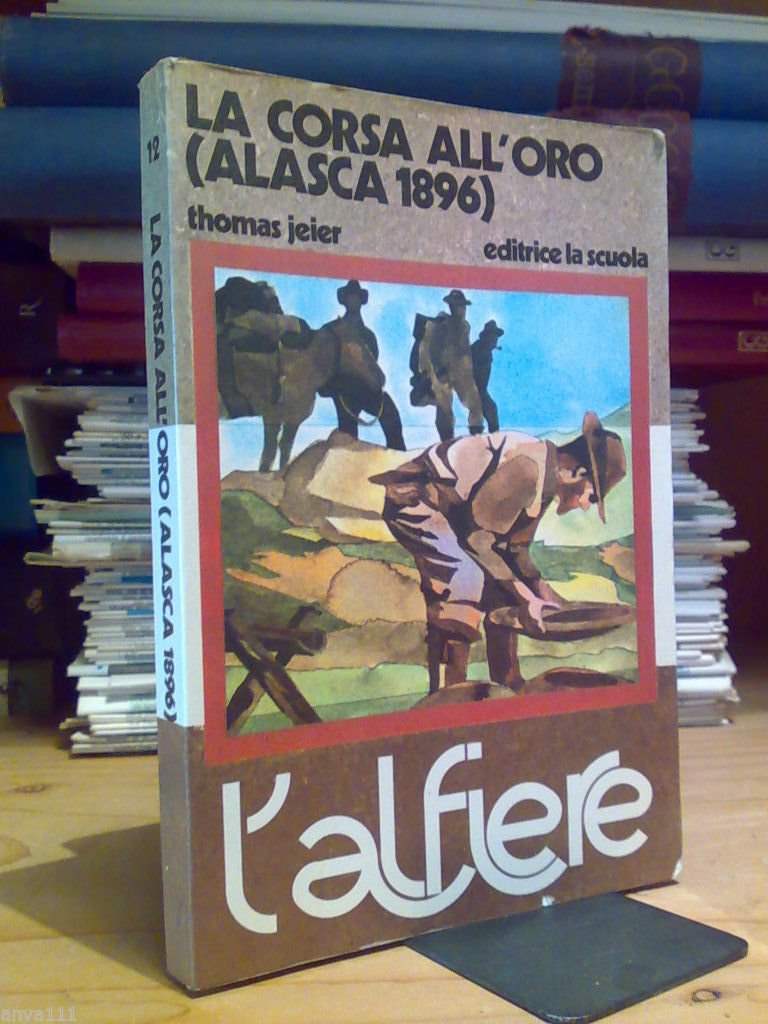 LA CORSA ALL'ORO
(ALASCA 1896)
thomas jeier
editrice la scuola
l'alfiere
12
LA CORSA ALL'ORO (ALASCA 1896)
R
anva111